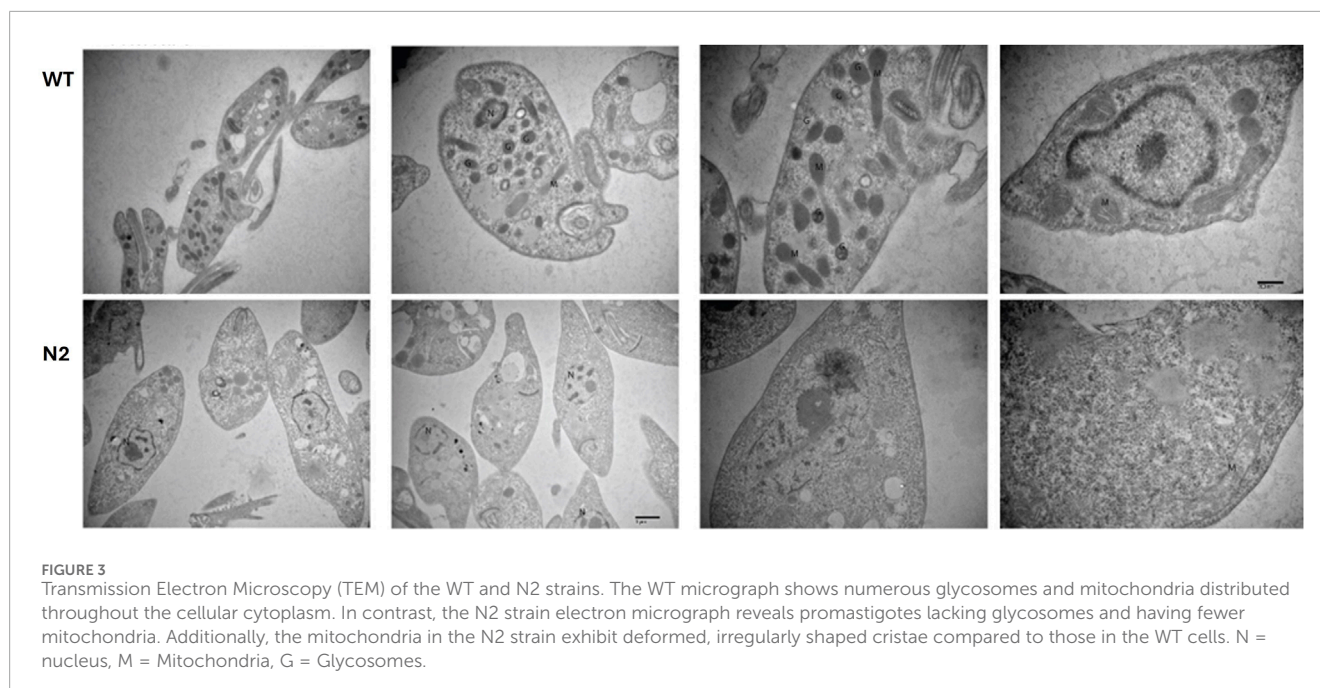 WT
N
G
G
M
G
M
G
G
M
G
M
M
N2
N
N
N
N
M
1 µm
FIGURE 3
Transmission Electron Microscopy (TEM) of the WT and N2 strains. The WT micrograph shows numerous glycosomes and mitochondria distributed
throughout the cellular cytoplasm. In contrast, the N2 strain electron micrograph reveals promastigotes lacking glycosomes and having fewer
mitochondria. Additionally, the mitochondria in the N2 strain exhibit deformed, irregularly shaped cristae compared to those in the WT cells. N =
nucleus, M = Mitochondria, G = Glycosomes.